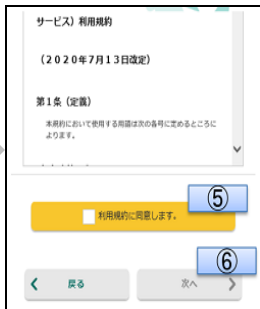 サービス）利用規約
（２０２０年７月１３日改定）
第１条（定義）
本規約において使用する用語は次の各号に定めるところに
よります。
⑤
利用規約に同意します。
⑥
戻る
次へ